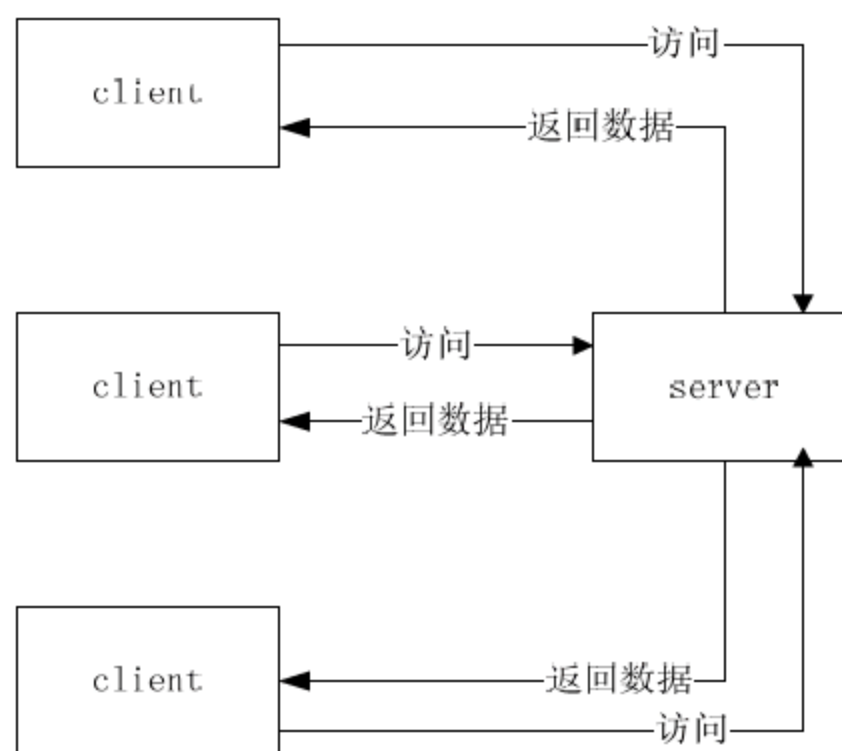 访问
client
返回数据
访问
client
server
返回数据
client
返回数据
访问